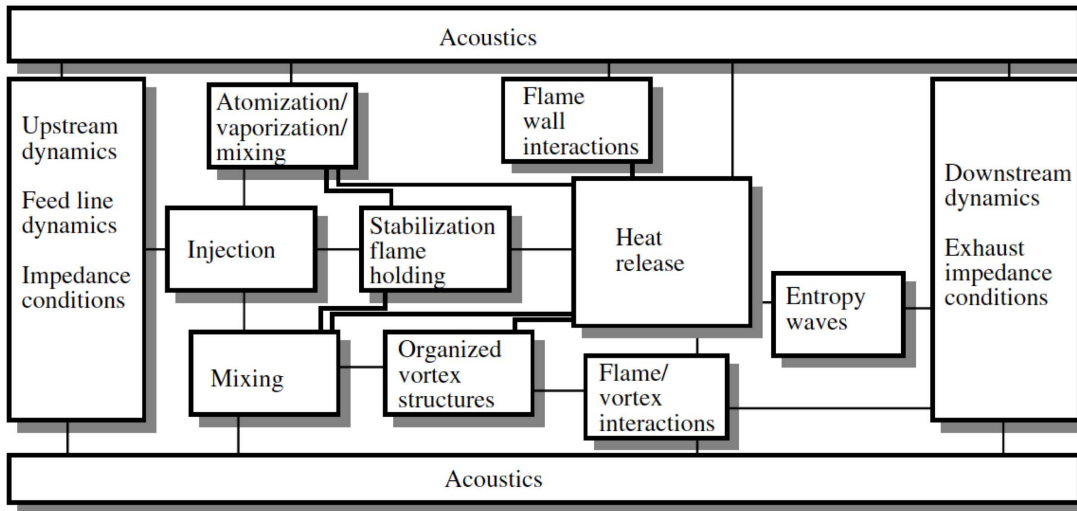 Acoustics
Upstream
dynamics
Feed line
dynamics
Impedance
conditions
Atomization/
vaporization/
mixing
Flame
wall
interactions
Injection
Stabilization
flame
holding
Heat
release
Mixing
Organized
vortex
structures
Flame/
vortex
interactions
Entropy
waves
Downstream
dynamics
Exhaust
impedance
conditions
Acoustics